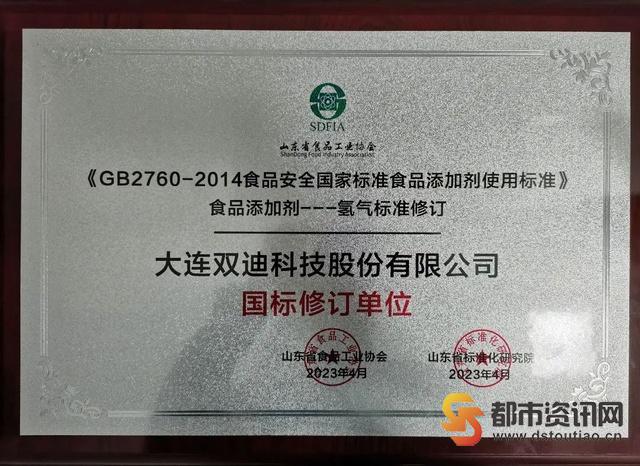 SDFIA
山东省食品工业协会
Shandong Food Industry Association
《GB2760-2014食品安全国家标准食品添加剂使用标准》
食品添加剂---氢气标准修订
大连双迪科技股份有限公司
国标修订单位
山东省食品工业协会 山东省标准化研究院
2023年4月 2023年4月
都市资讯网
www.dstoutiao.cn